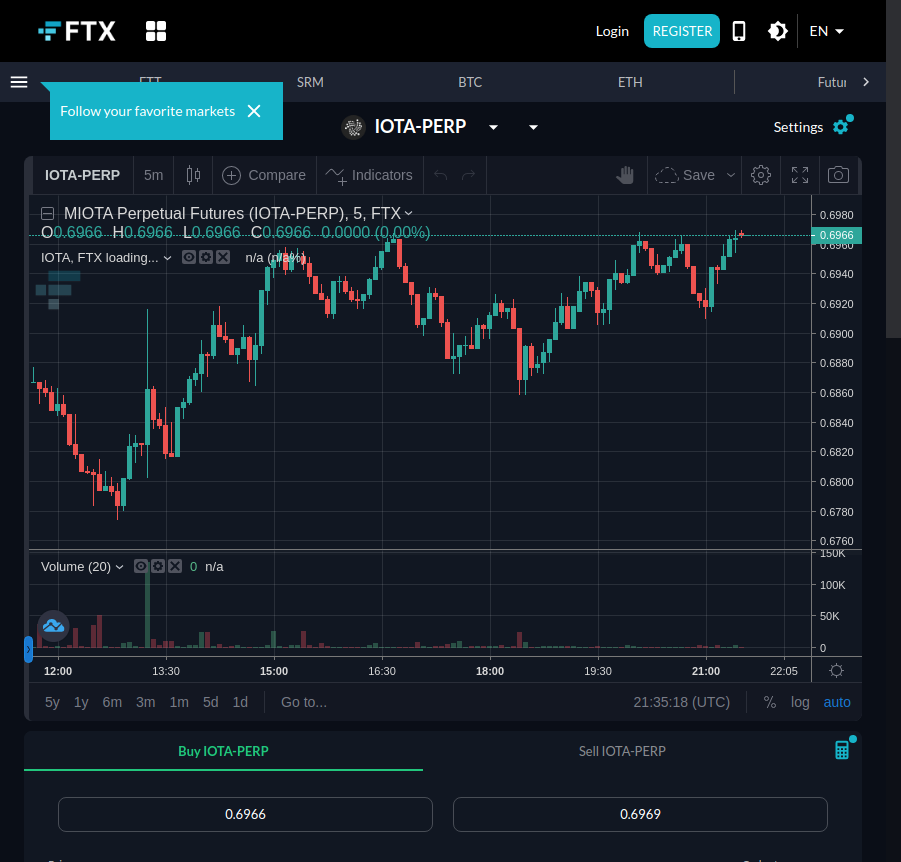 FTX
Login
REGISTER
EN
FTT
SRM
BTC
ETH
Futur
Follow your favorite markets
IOTA-PERP
Settings
IOTA-PERP
5m
Compare
Indicators
Save
MIOTA Perpetual Futures (IOTA-PERP), 5, FTX
O0.6966 H0.6966 L0.6966 C0.6966 0.0000 (0.00%)
IOTA, FTX loading...
n/a (n/a%)
0.6980
0.6966
0.6960
0.6940
0.6920
0.6900
0.6880
0.6860
0.6840
0.6820
0.6800
0.6780
0.6760
Volume (20)
0 n/a
150K
100K
50K
0
12:00 13:30 15:00 16:30 18:00 19:30 21:00 22:05
5y 1y 6m 3m 1m 5d 1d Go to...
21:35:18 (UTC) % log auto
Buy IOTA-PERP
Sell IOTA-PERP
0.6966
0.6969